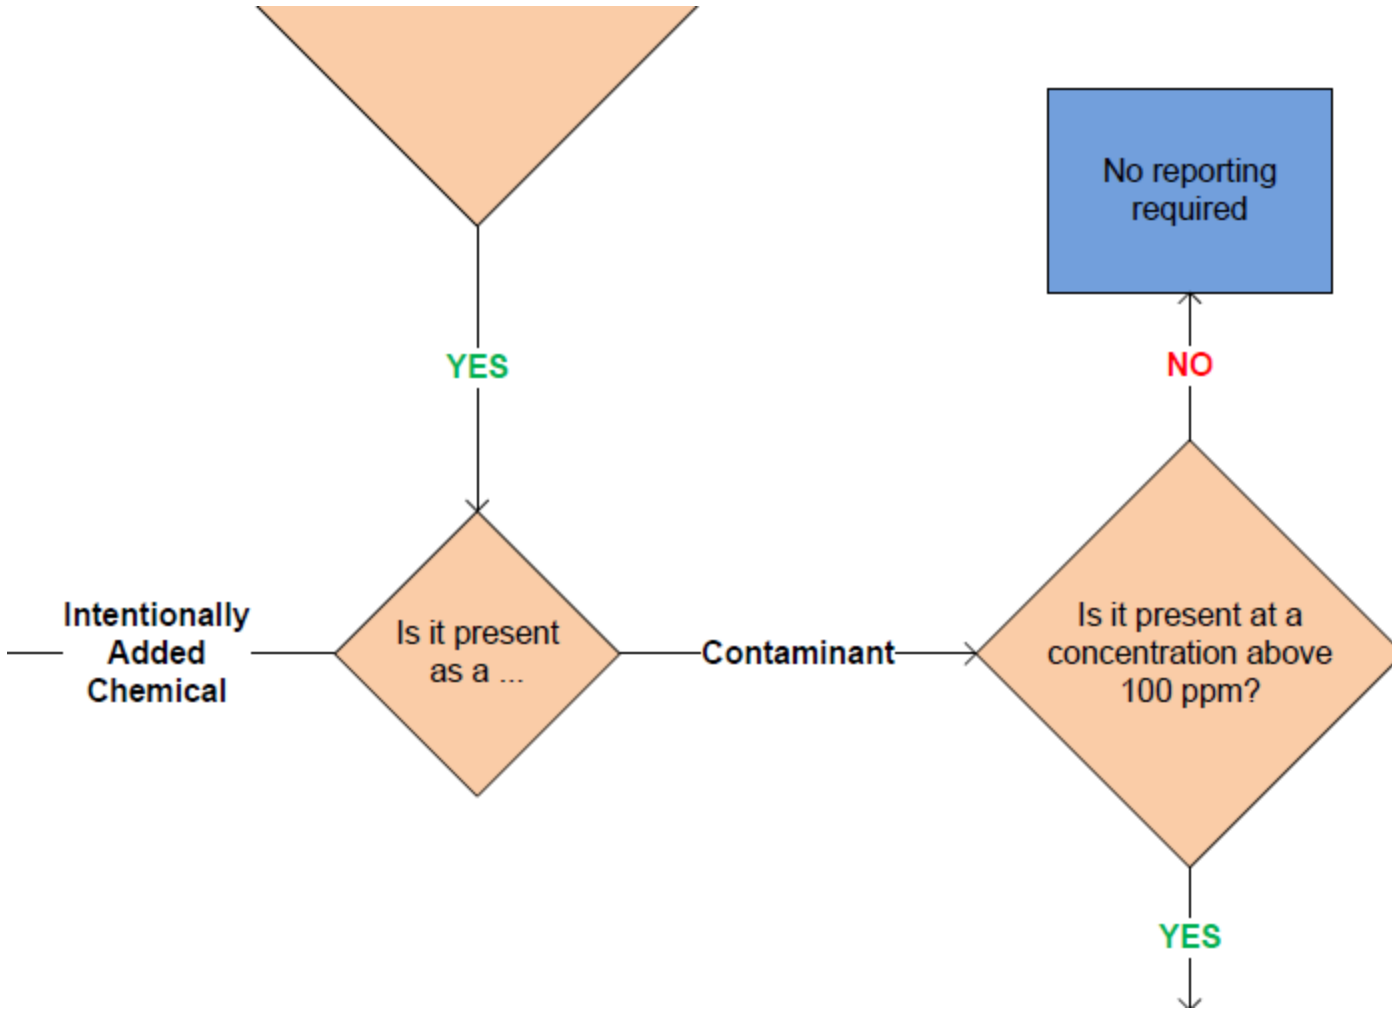 No reporting
required
YES
NO
Intentionally
Added
Chemical
Is it present
as a ...
Contaminant
Is it present at a
concentration above
100 ppm?
YES